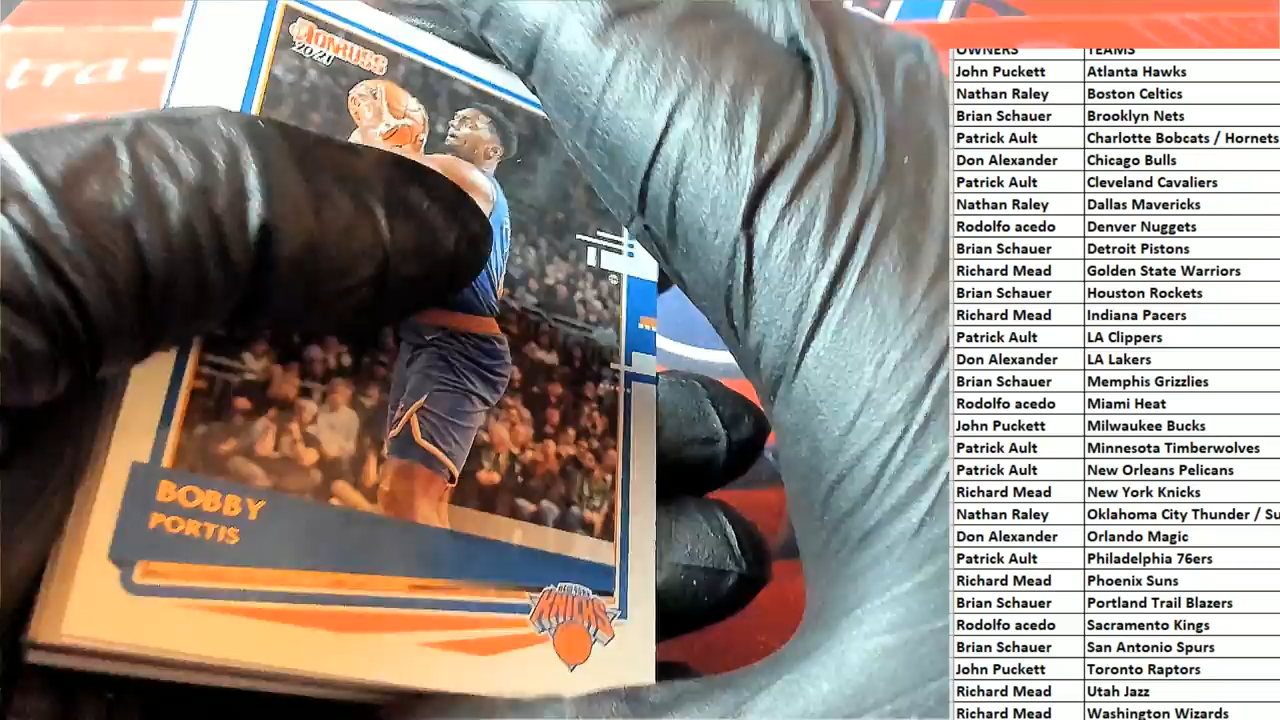 DONRUSS
2020
tra-
BOBBY
PORTIS
KNICKS
OWNERS TEAMS
John Puckett Atlanta Hawks
Nathan Raley Boston Celtics
Brian Schauer Brooklyn Nets
Patrick Ault Charlotte Bobcats / Hornets
Don Alexander Chicago Bulls
Patrick Ault Cleveland Cavaliers
Nathan Raley Dallas Mavericks
Rodolfo acedo Denver Nuggets
Brian Schauer Detroit Pistons
Richard Mead Golden State Warriors
Brian Schauer Houston Rockets
Richard Mead Indiana Pacers
Patrick Ault LA Clippers
Don Alexander LA Lakers
Brian Schauer Memphis Grizzlies
Rodolfo acedo Miami Heat
John Puckett Milwaukee Bucks
Patrick Ault Minnesota Timberwolves
Patrick Ault New Orleans Pelicans
Richard Mead New York Knicks
Nathan Raley Oklahoma City Thunder / Su
Don Alexander Orlando Magic
Patrick Ault Philadelphia 76ers
Richard Mead Phoenix Suns
Brian Schauer Portland Trail Blazers
Rodolfo acedo Sacramento Kings
Brian Schauer San Antonio Spurs
John Puckett Toronto Raptors
Richard Mead Utah Jazz
Richard Mead Washington Wizards